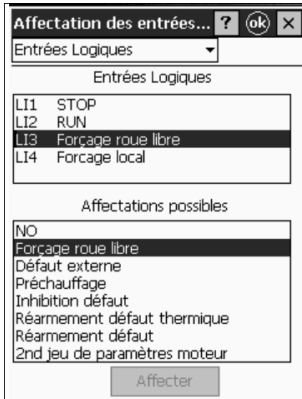 Affectation des entrées... ? ok ×
Entrées Logiques
Entrées Logiques
LI1 STOP
LI2 RUN
LI3 Forçage roue libre
LI4 Forcage local
Affectations possibles
NO
Forçage roue libre
Défaut externe
Préchauffage
Inhibition défaut
Réarmement défaut thermique
Réarmement défaut
2nd jeu de paramètres moteur
Affecter